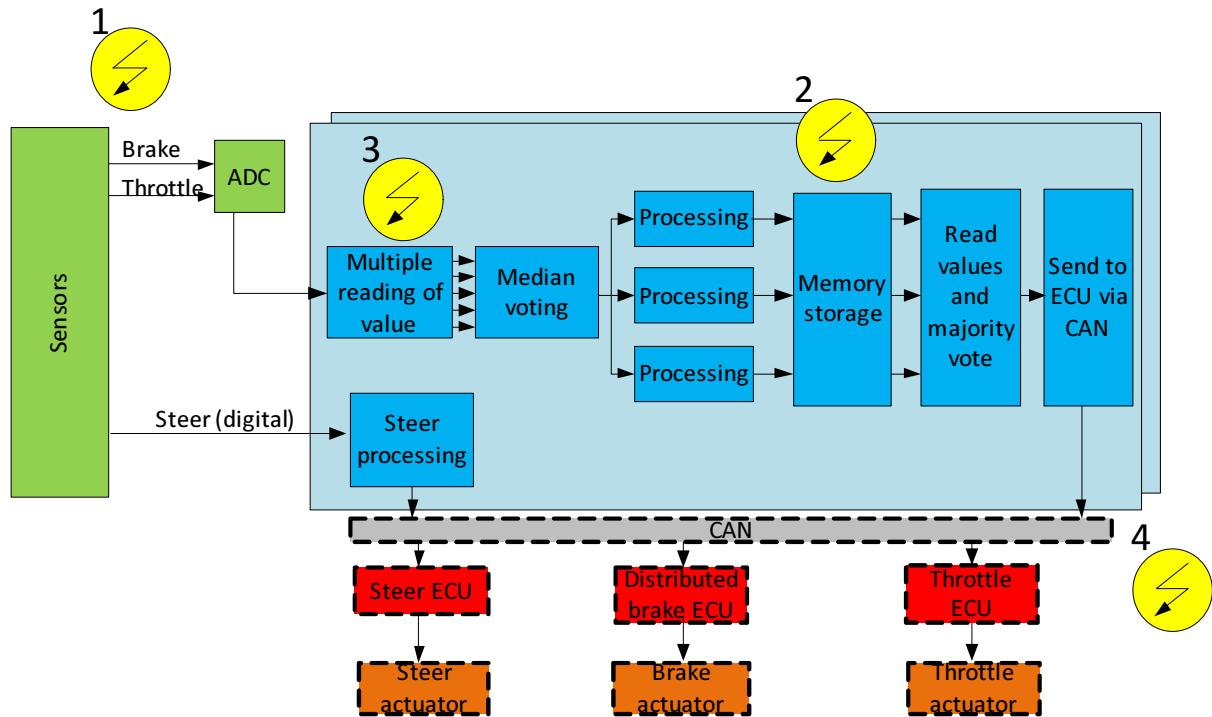 1
2
3
4
Sensors
Brake
Throttle
ADC
Multiple
reading of
value
Median
voting
Processing
Processing
Processing
Memory
storage
Read
values
and
majority
vote
Send to
ECU via
CAN
Steer (digital)
Steer
processing
CAN
Steer ECU
Distributed
brake ECU
Throttle
ECU
Steer
actuator
Brake
actuator
Throttle
actuator